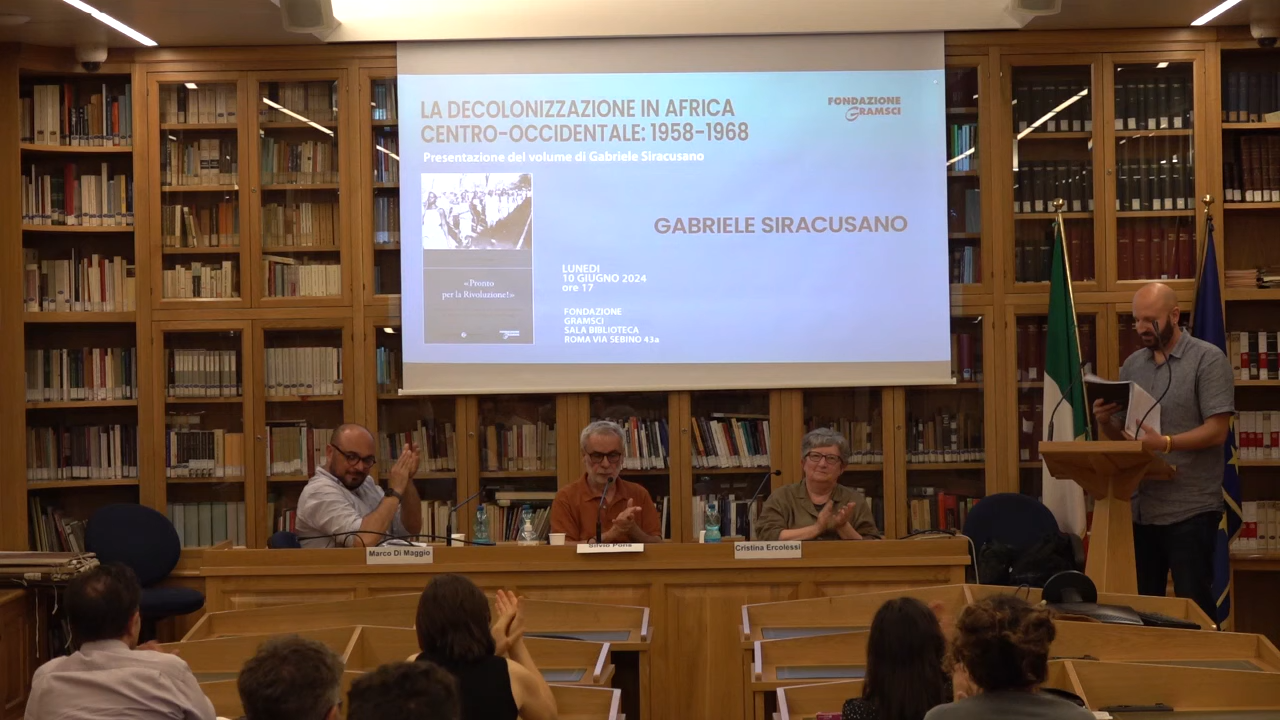 LA DECOLONIZZAZIONE IN AFRICA
CENTRO-OCCIDENTALE: 1958-1968
Presentazione del volume di Gabriele Siracusano
FONDAZIONE
GRAMSCI
GABRIELE SIRACUSANO
«Pronto
per la Rivoluzione!»
LUNEDI
10 GIUGNO 2024
ore 17
FONDAZIONE
GRAMSCI
SALA BIBLIOTECA
ROMA VIA SEBINO 43a
Marco Di Maggio
Silvio Pons
Cristina Ercolessi